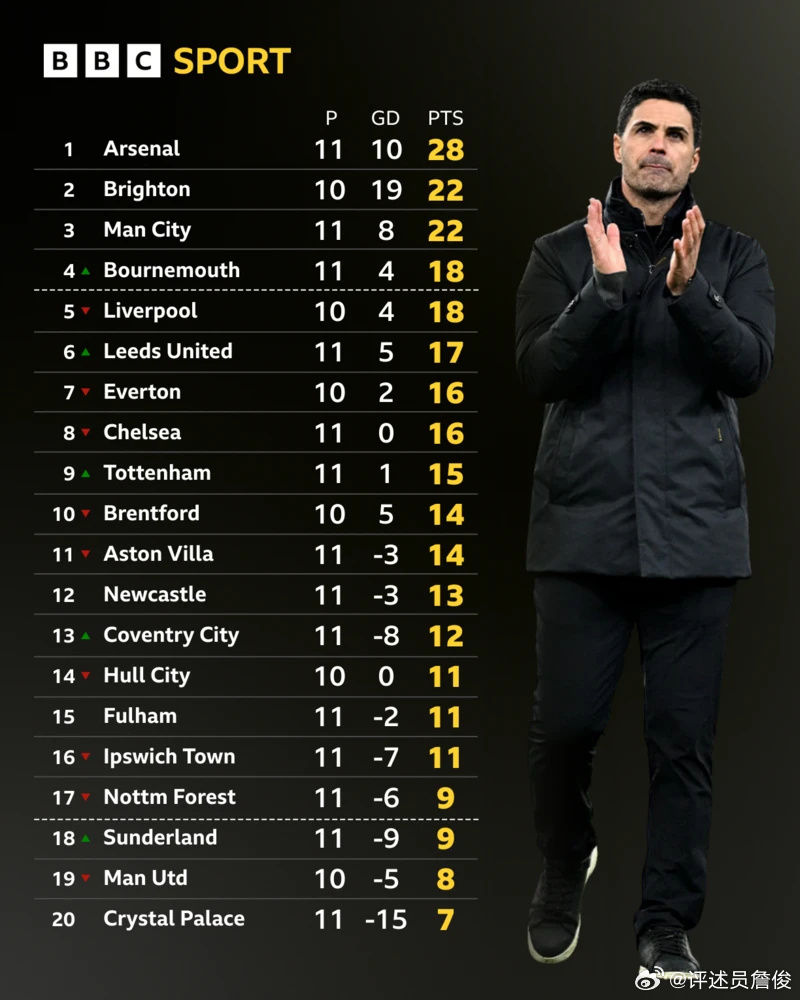 BBC SPORT
P GD PTS
1 Arsenal 11 10 28
2 Brighton 10 19 22
3 Man City 11 8 22
4 Bournemouth 11 4 18
5 Liverpool 10 4 18
6 Leeds United 11 5 17
7 Everton 10 2 16
8 Chelsea 11 0 16
9 Tottenham 11 1 15
10 Brentford 10 5 14
11 Aston Villa 11 -3 14
12 Newcastle 11 -3 13
13 Coventry City 11 -8 12
14 Hull City 10 0 11
15 Fulham 11 -2 11
16 Ipswich Town 11 -7 11
17 Nottm Forest 11 -6 9
18 Sunderland 11 -9 9
19 Man Utd 10 -5 8
20 Crystal Palace 11 -15 7
@评述员詹俊